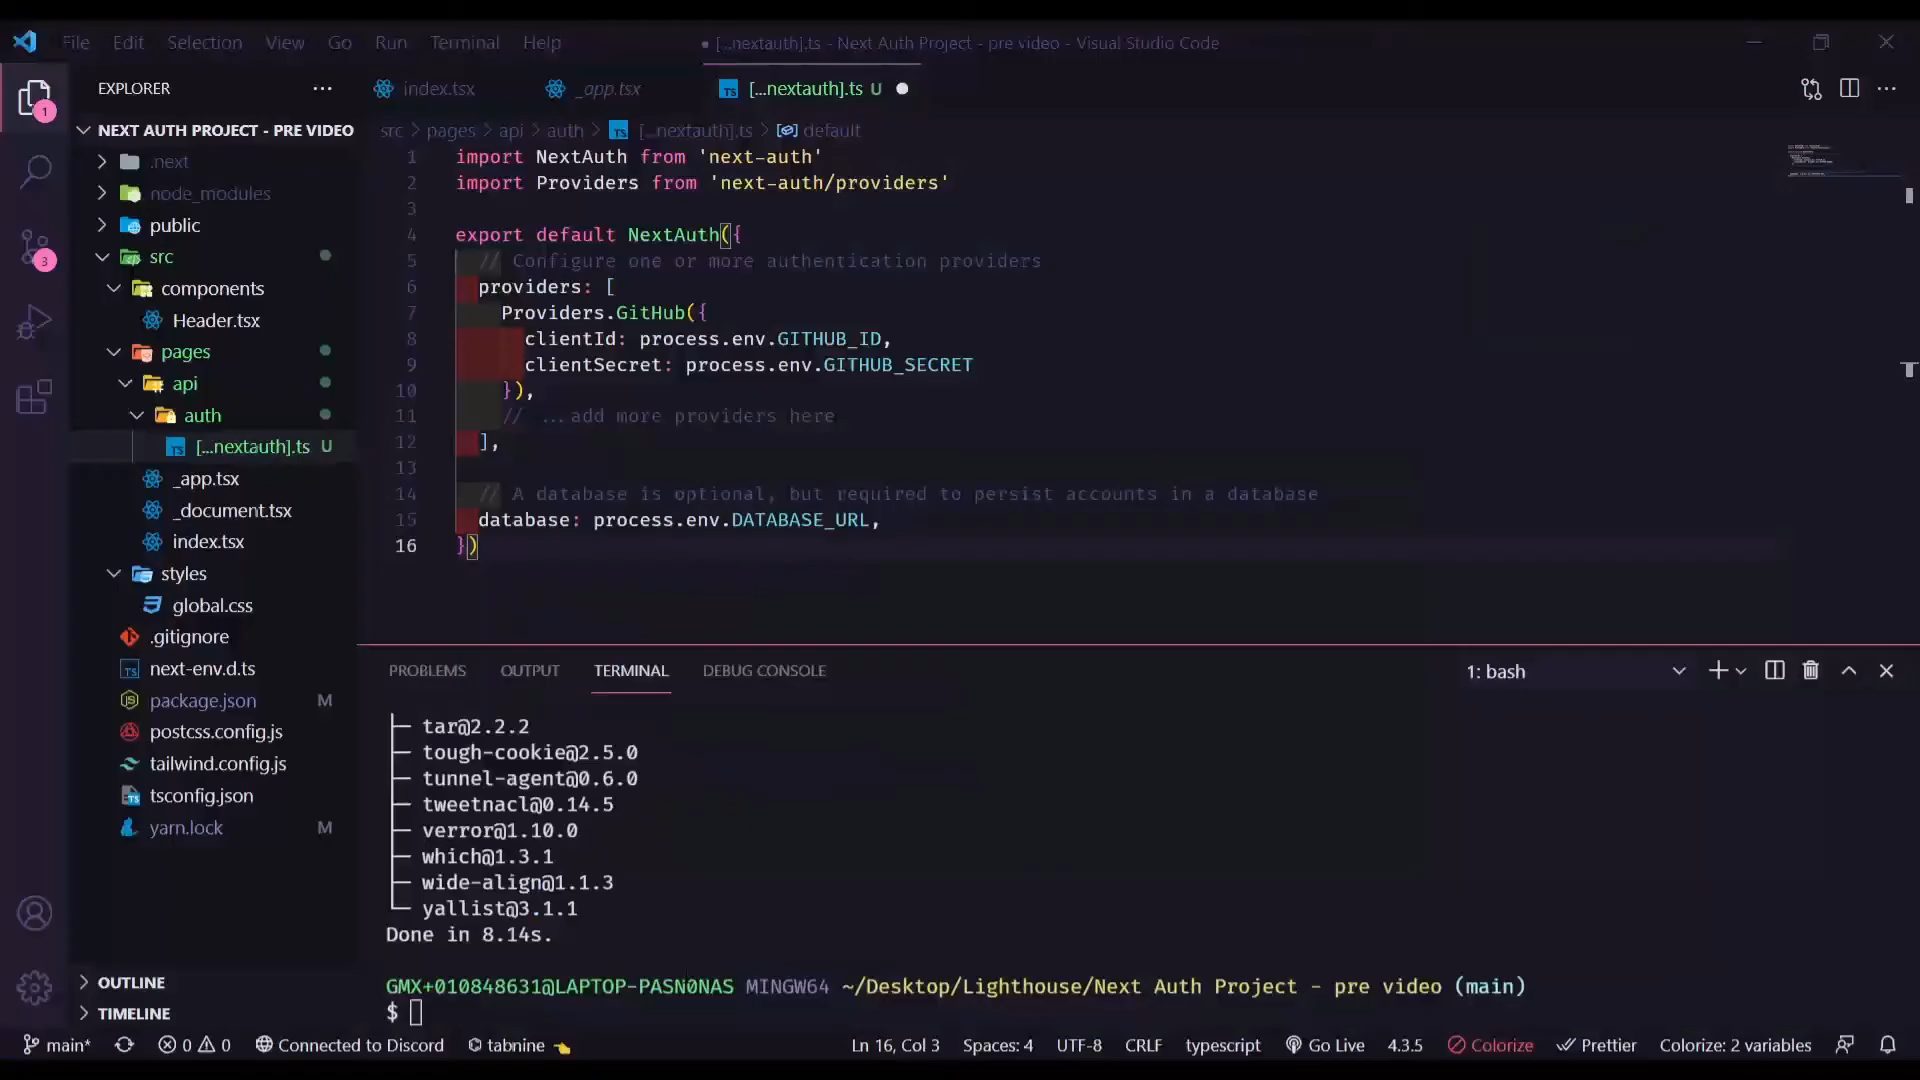 File Edit Selection View Go Run Terminal Help
● [...nextauth].ts - Next Auth Project - pre video - Visual Studio Code
EXPLORER
index.tsx
_app.tsx
TS [...nextauth].ts U
1
NEXT AUTH PROJECT - PRE VIDEO
src > pages > api > auth > TS [...nextauth].ts > default
.next
node_modules
public
src
components
Header.tsx
pages
api
auth
TS [...nextauth].ts U
_app.tsx
_document.tsx
index.tsx
styles
global.css
.gitignore
TS next-env.d.ts
package.json M
postcss.config.js
tailwind.config.js
tsconfig.json
yarn.lock M
OUTLINE
TIMELINE
3
1 import NextAuth from 'next-auth'
2 import Providers from 'next-auth/providers'
3
4 export default NextAuth({
5 // Configure one or more authentication providers
6 providers: [
7 Providers.GitHub({
8 clientId: process.env.GITHUB_ID,
9 clientSecret: process.env.GITHUB_SECRET
10 }),
11 // ...add more providers here
12 ],
13
14 // A database is optional, but required to persist accounts in a database
15 database: process.env.DATABASE_URL,
16 })
PROBLEMS OUTPUT TERMINAL DEBUG CONSOLE
1: bash
├─ tar@2.2.2
├─ tough-cookie@2.5.0
├─ tunnel-agent@0.6.0
├─ tweetnacl@0.14.5
├─ verror@1.10.0
├─ which@1.3.1
├─ wide-align@1.1.3
└─ yallist@3.1.1
Done in 8.14s.
GMX+010848631@LAPTOP-PASN0NAS MINGW64 ~/Desktop/Lighthouse/Next Auth Project - pre video (main)
$
main* 0 0 Connected to Discord tabnine Ln 16, Col 3 Spaces: 4 UTF-8 CRLF typescript Go Live 4.3.5 Colorize Prettier Colorize: 2 variables